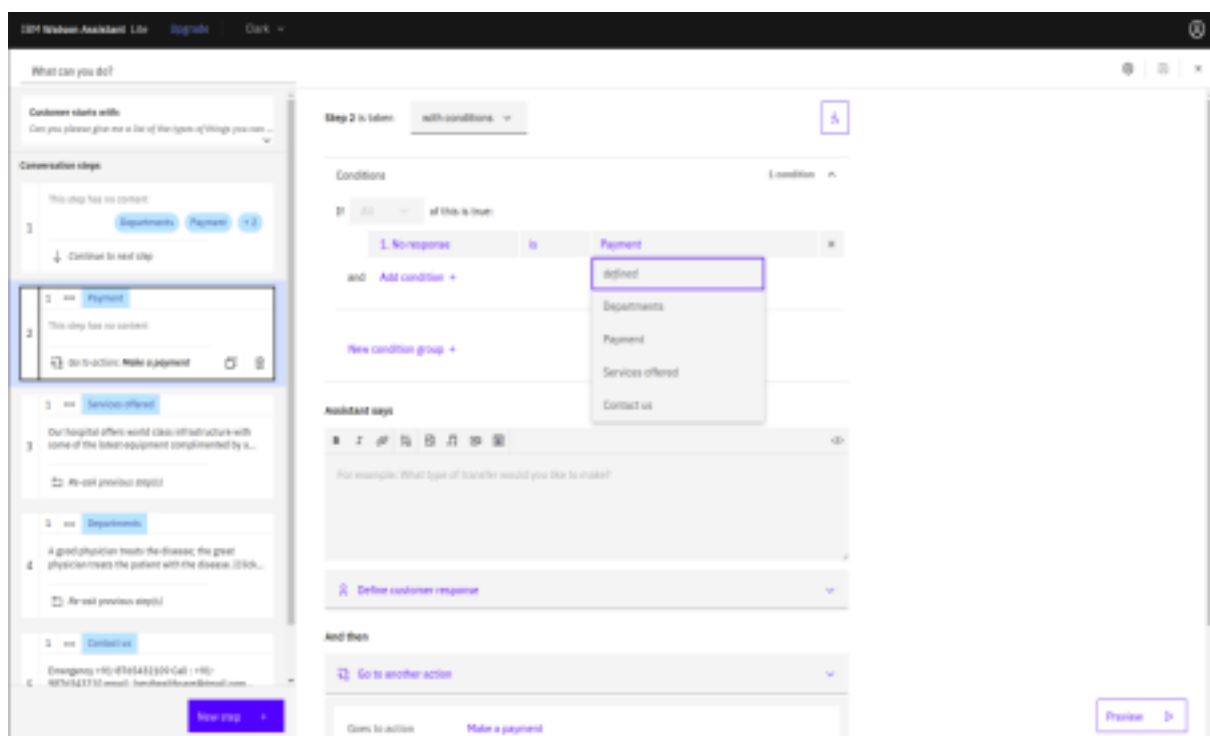 IBM Watson Assistant Lite Upgrade Dark
What can you do?
Customer starts with:
Can you please give me a list of the types of things you can ...
Conversation steps
1
This step has no content
Departments Payment +2
Continue to next step
2
1 == Payment
This step has no content
Go to action: Make a payment
3
1 == Services offered
Our hospital offers world class infrastructure with
some of the latest equipment complimented by a...
Re-ask previous step(s)
4
1 == Departments
A good physician treats the disease; the great
physician treats the patient with the disease.
Re-ask previous step(s)
5
1 == Contact us
New step +
Step 2 is taken with conditions
Conditions 1 condition
If All of this is true:
1. No response is Payment ×
and Add condition +
defined
Departments
Payment
Services offered
Contact us
New condition group +
Assistant says
B I
For example: What type of transfer would you like to make?
Define customer response
And then
Go to another action
Goes to action Make a payment
Preview